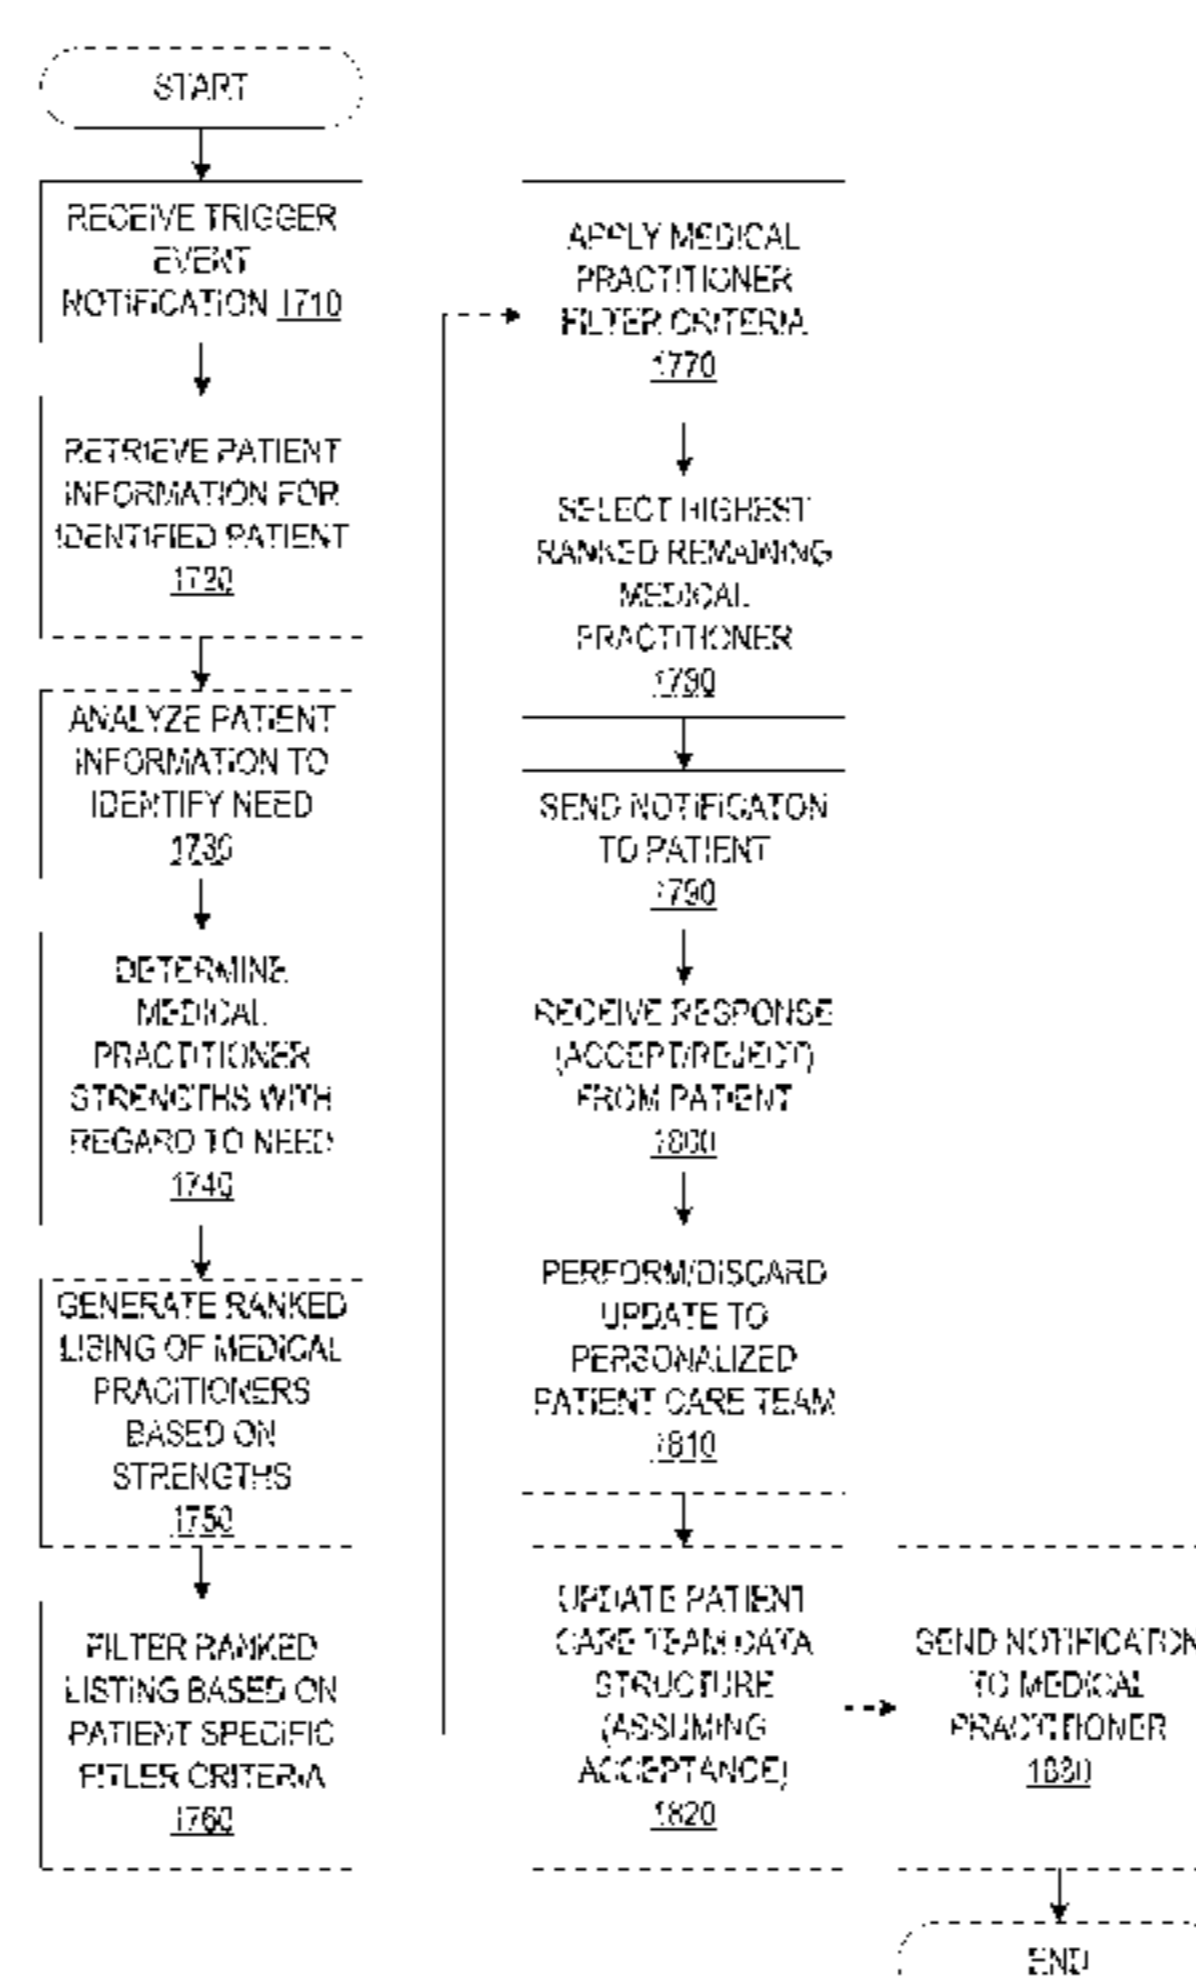 START
RECEIVE TRIGGER
EVENT
NOTIFICATION 1710
RETRIEVE PATIENT
INFORMATION FOR
IDENTIFIED PATIENT
1720
ANALYZE PATIENT
INFORMATION TO
IDENTIFY NEED
1730
DETERMINE
MEDICAL
PRACTITIONER
STRENGTHS WITH
REGARD TO NEED
1740
GENERATE RANKED
LISING OF MEDICAL
PRACITIONERS
BASED ON
STRENGTHS
1750
FILTER RANKED
LISTING BASED ON
PATIENT SPECIFIC
FITLER CRITERIA
1760
APPLY MEDICAL
PRACTITIONER
FILTER CRITERIA
1770
SELECT HIGHEST
RANKED REMAINING
MEDICAL
PRACTITIONER
1780
SEND NOTIFICATON
TO PATIENT
1790
RECEIVE RESPONSE
(ACCEPT/REJECT)
FROM PATIENT
1800
PERFORM/DISCARD
UPDATE TO
PERSONALIZED
PATIENT CARE TEAM
1810
UPDATE PATIENT
CARE TEAM DATA
STRUCTURE
(ASSUMING
ACCEPTANCE)
1820
SEND NOTIFICATION
TO MEDICAL
PRACTITIONER
1830
END